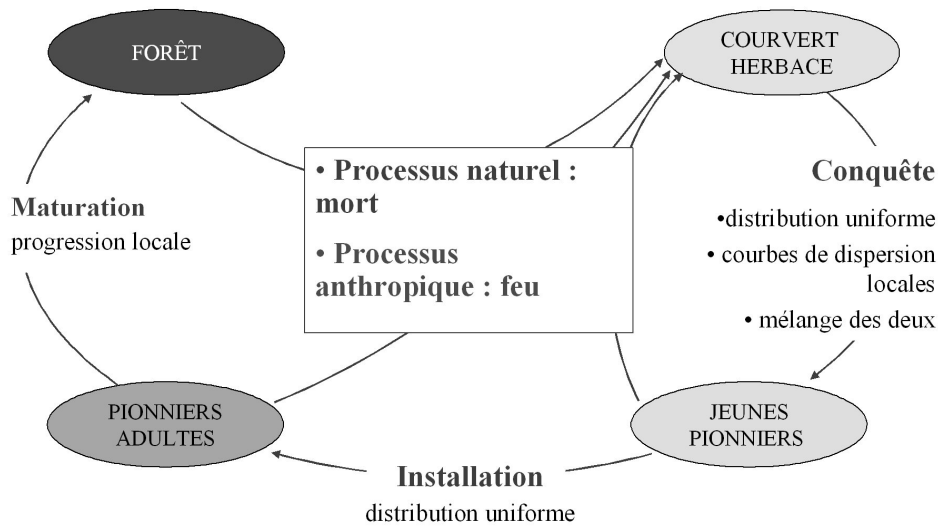 FORÊT
COURVERT
HERBACE
• Processus naturel :
mort
• Processus
anthropique : feu
Maturation
progression locale
Conquête
•distribution uniforme
• courbes de dispersion
locales
• mélange des deux
PIONNIERS
ADULTES
JEUNES
PIONNIERS
Installation
distribution uniforme